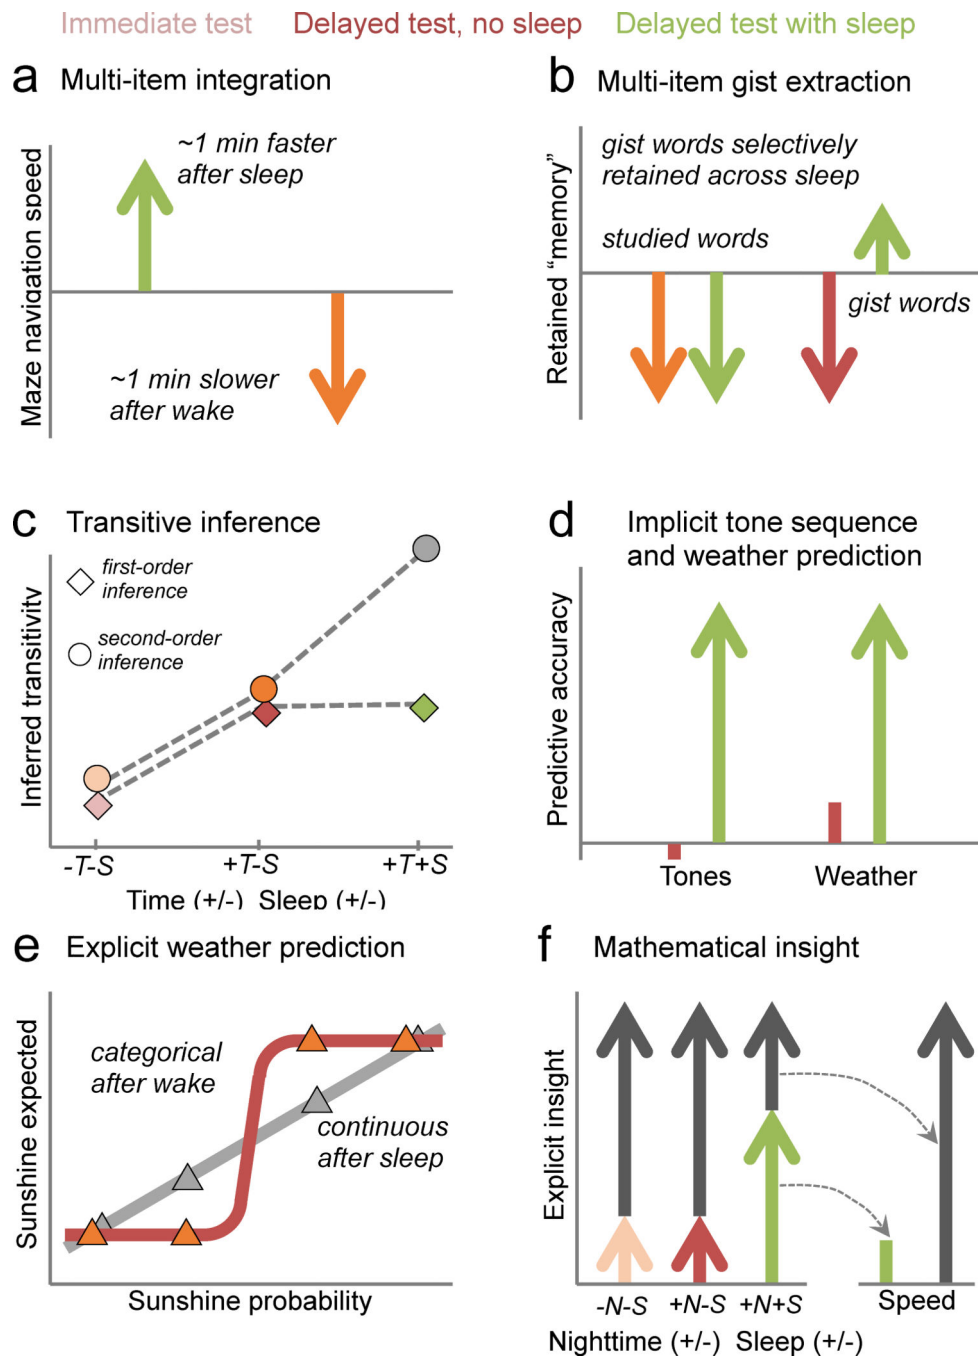 Immediate test Delayed test, no sleep Delayed test with sleep
a Multi-item integration
Maze navigation speed
~1 min faster
after sleep
~1 min slower
after wake
b Multi-item gist extraction
Retained “memory”
gist words selectively
retained across sleep
studied words
gist words
c Transitive inference
Inferred transitivity
first-order
inference
second-order
inference
-T-S +T-S +T+S
Time (+/-) Sleep (+/-)
d Implicit tone sequence
and weather prediction
Predictive accuracy
Tones Weather
e Explicit weather prediction
Sunshine expected
categorical
after wake
continuous
after sleep
Sunshine probability
f Mathematical insight
Explicit insight
-N-S +N-S +N+S Speed
Nighttime (+/-) Sleep (+/-)